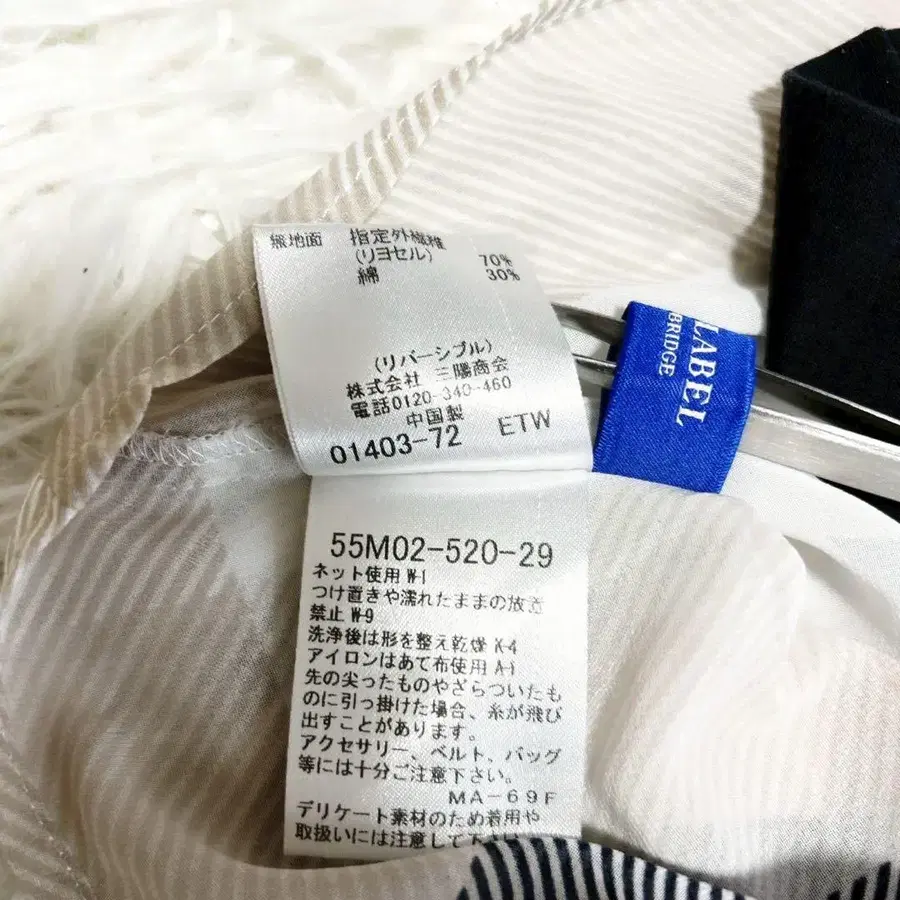 無地面 指定外繊維
(リヨセル) 70%
綿 30%
(リバーシブル)
株式会社 三陽商会
電話0120-340-460
中国製
01403-72 ETW
LABEL
BRIDGE
55M02-520-29
ネット使用 W-1
つけ置きや濡れたままの放置
禁止 W-9
洗浄後は形を整え乾燥 K-4
アイロンはあて布使用 A-1
先の尖ったものやざらついたも
のに引っ掛けた場合、糸が飛び
出すことがあります。
アクセサリー、ベルト、バッグ
等には十分ご注意下さい。
MA-69F
デリケート素材のため着用や
取扱いには注意して下さい